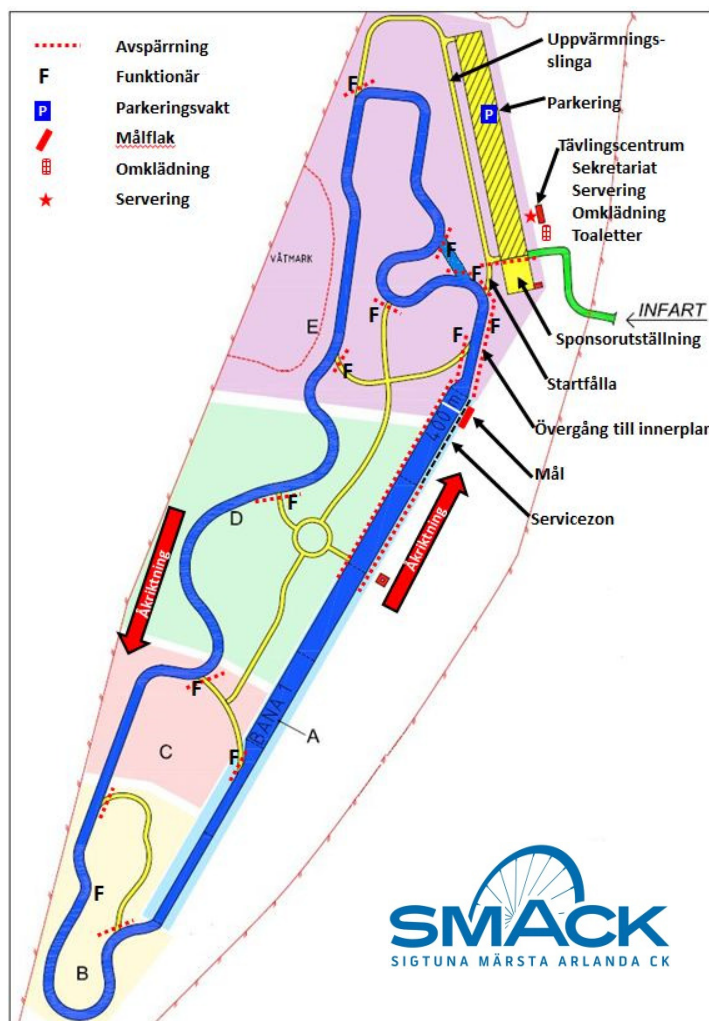 Avspärrning
F Funktionär
P Parkeringsvakt
Målflak
Omklädning
Servering
Uppvärmnings-
slinga
Parkering
P
Tävlingscentrum
Sekretariat
Servering
Omklädning
Toaletter
INFART
Sponsorutställning
Startfålla
Övergång till innerplan
Mål
Servicezon
VÅTMARK
F
F
F
F
F
F
F
E
400 m
F
D
Åkriktning
Åkriktning
F
C
F
BANA 1
A
F
B
SMACK
SIGTUNA MÄRSTA ARLANDA CK